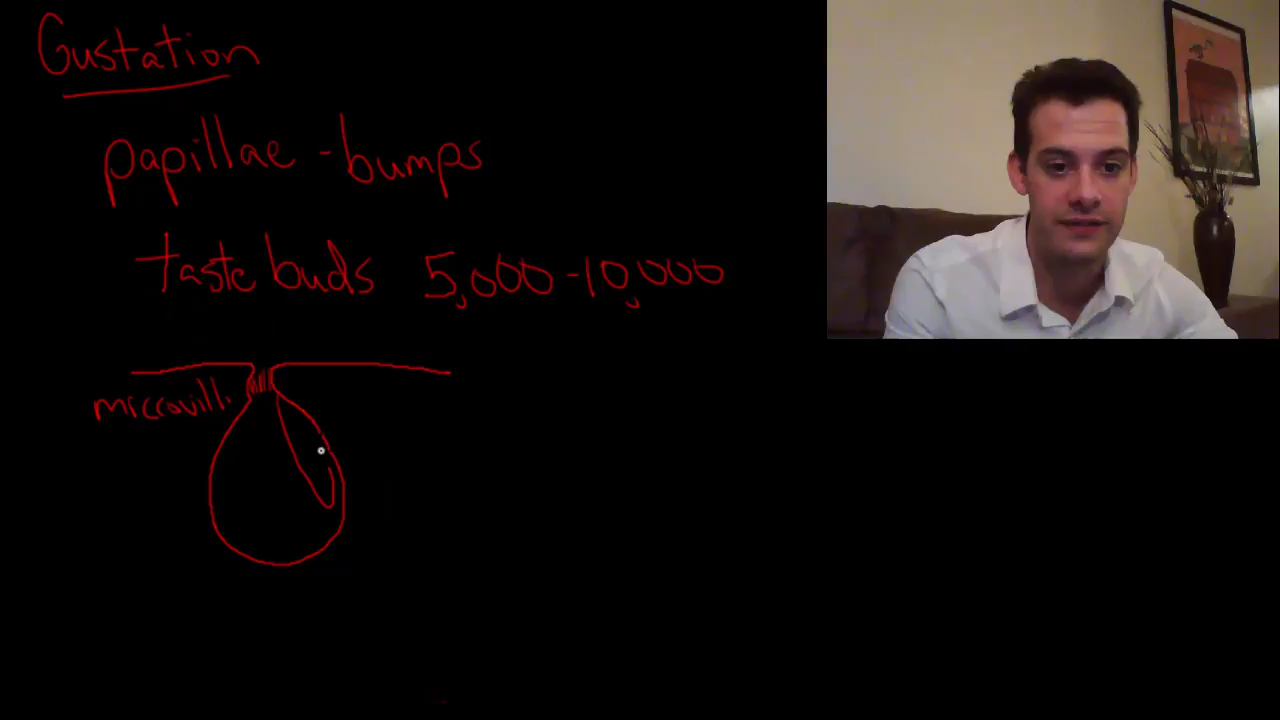 Gustation
papillae - bumps
taste buds 5,000 - 10,000
microvilli